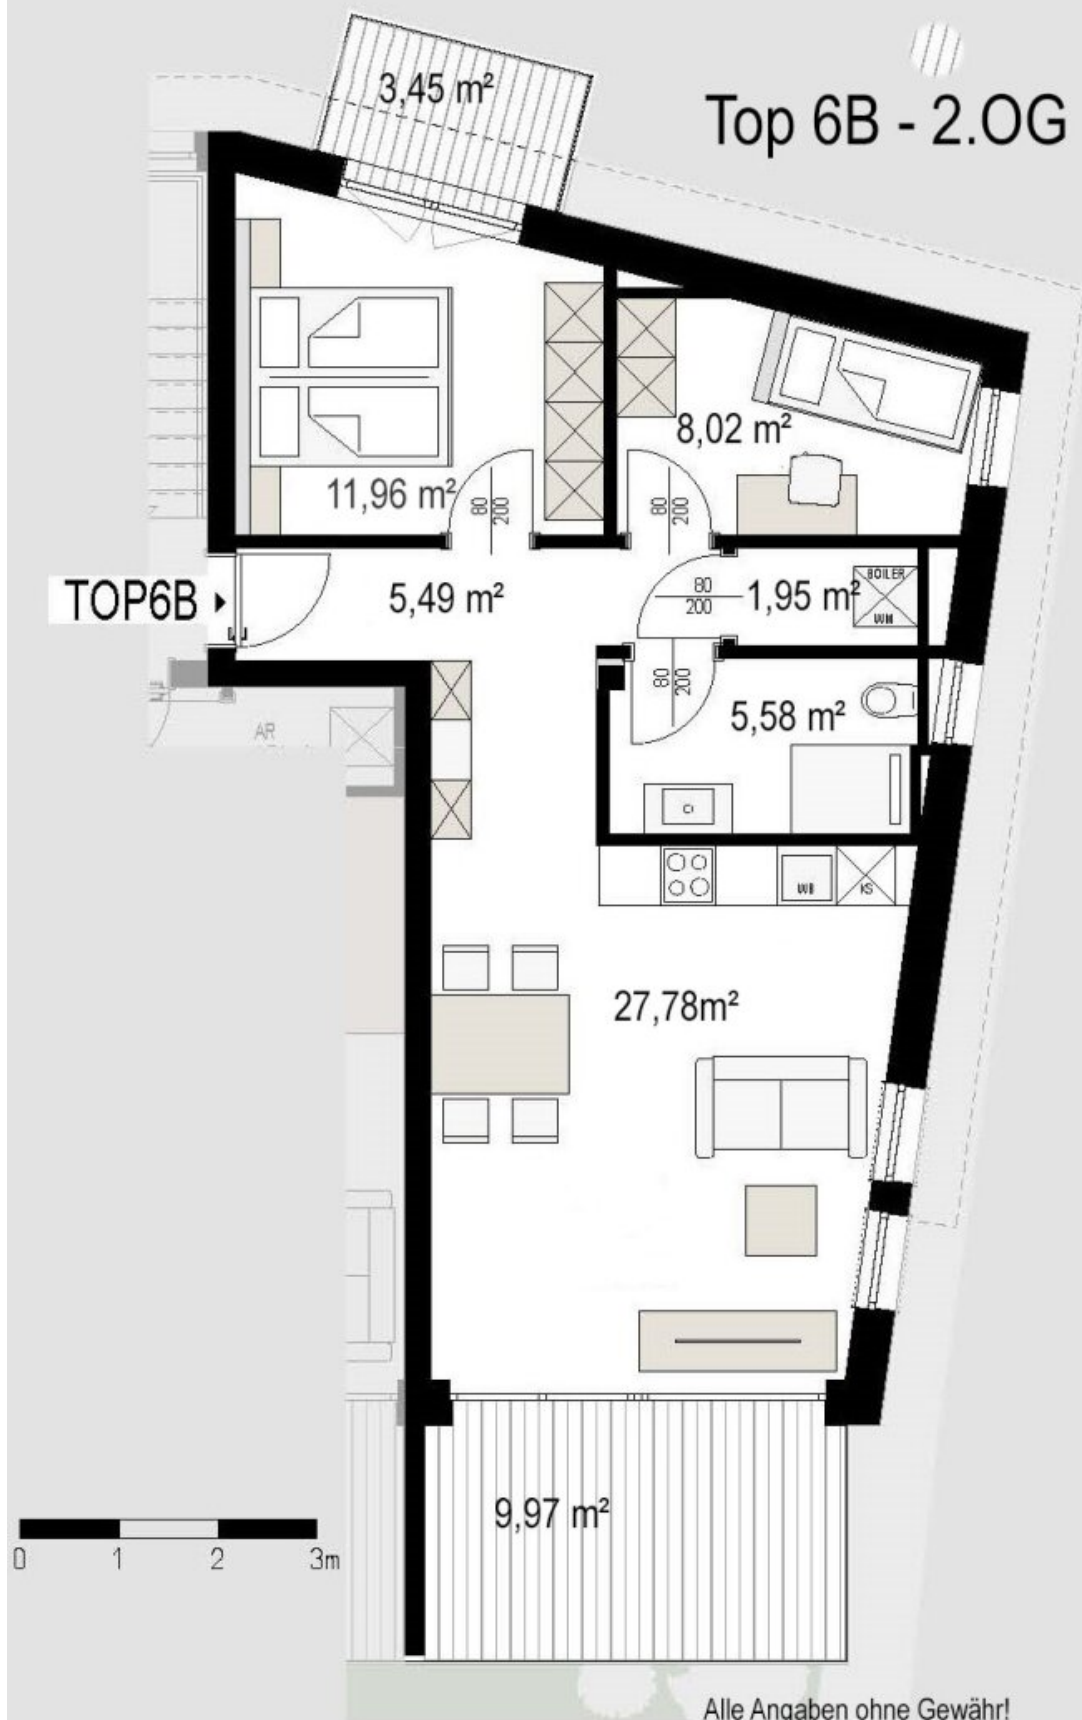 3,45 m²
Top 6B - 2.OG
8,02 m²
11,96 m²
80
200
80
200
TOP6B
5,49 m²
80
200
1,95 m²
BOILER
WM
80
200
5,58 m²
AR
WB
KS
27,78m²
9,97 m²
0 1 2 3m
Alle Angaben ohne Gewähr!